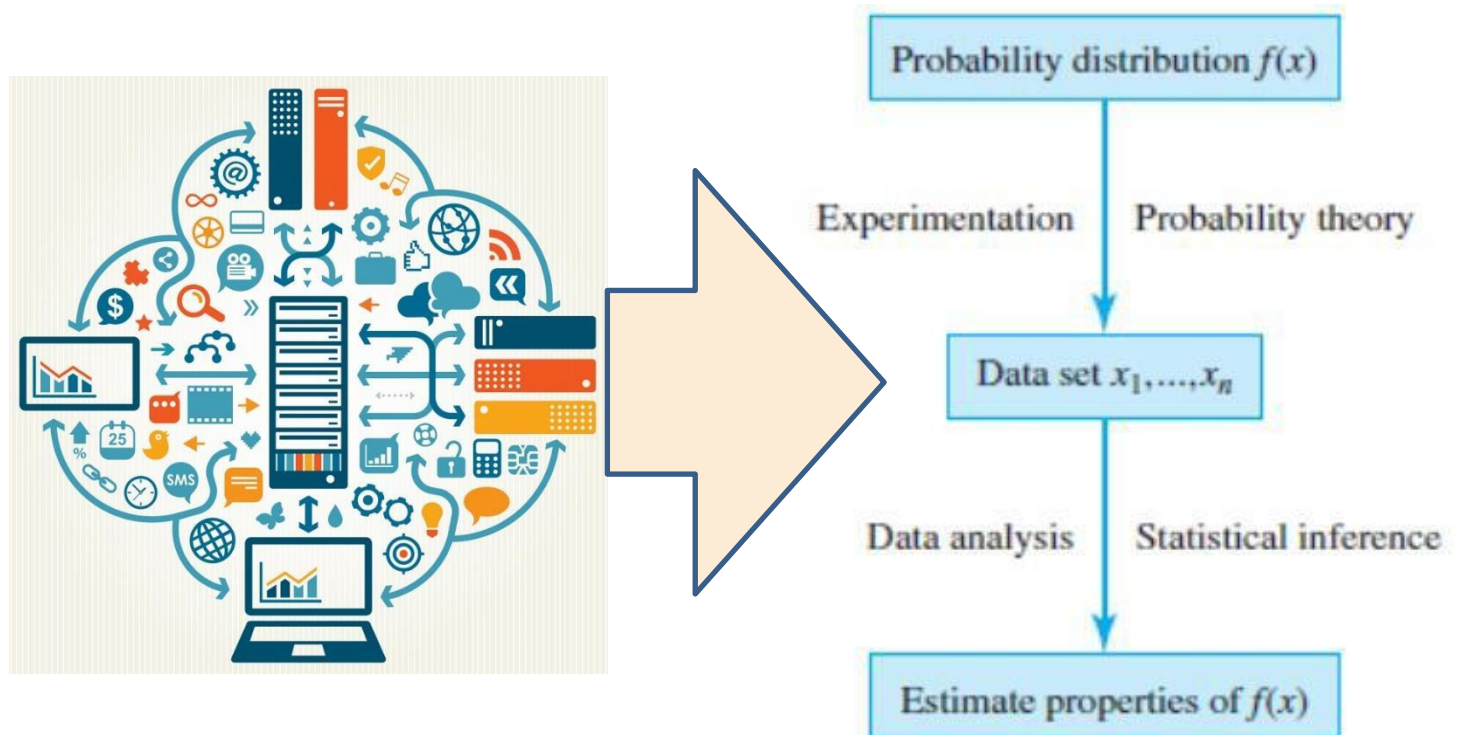 @
$
%
25
SMS
Probability distribution f(x)
Experimentation Probability theory
Data set x₁,...,xₙ
Data analysis Statistical inference
Estimate properties of f(x)